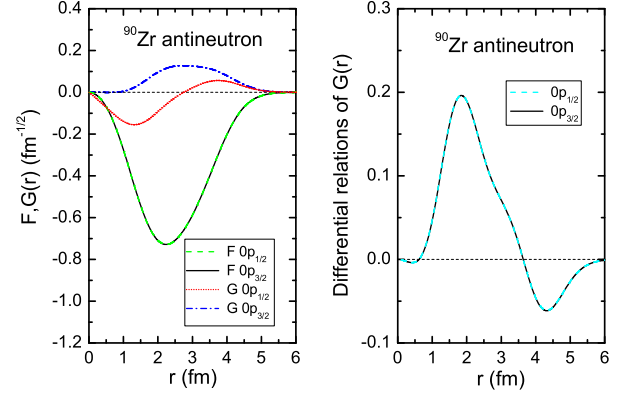 0.4
0.2
0.0
-0.2
-0.4
-0.6
-0.8
-1.0
-1.2
F,G(r) (fm⁻¹/²)
⁹⁰Zr antineutron
F 0p₁/₂
F 0p₃/₂
G 0p₁/₂
G 0p₃/₂
0 1 2 3 4 5 6
r (fm)
0.3
0.2
0.1
0.0
-0.1
Differential relations of G(r)
⁹⁰Zr antineutron
0p₁/₂
0p₃/₂
0 1 2 3 4 5 6
r (fm)